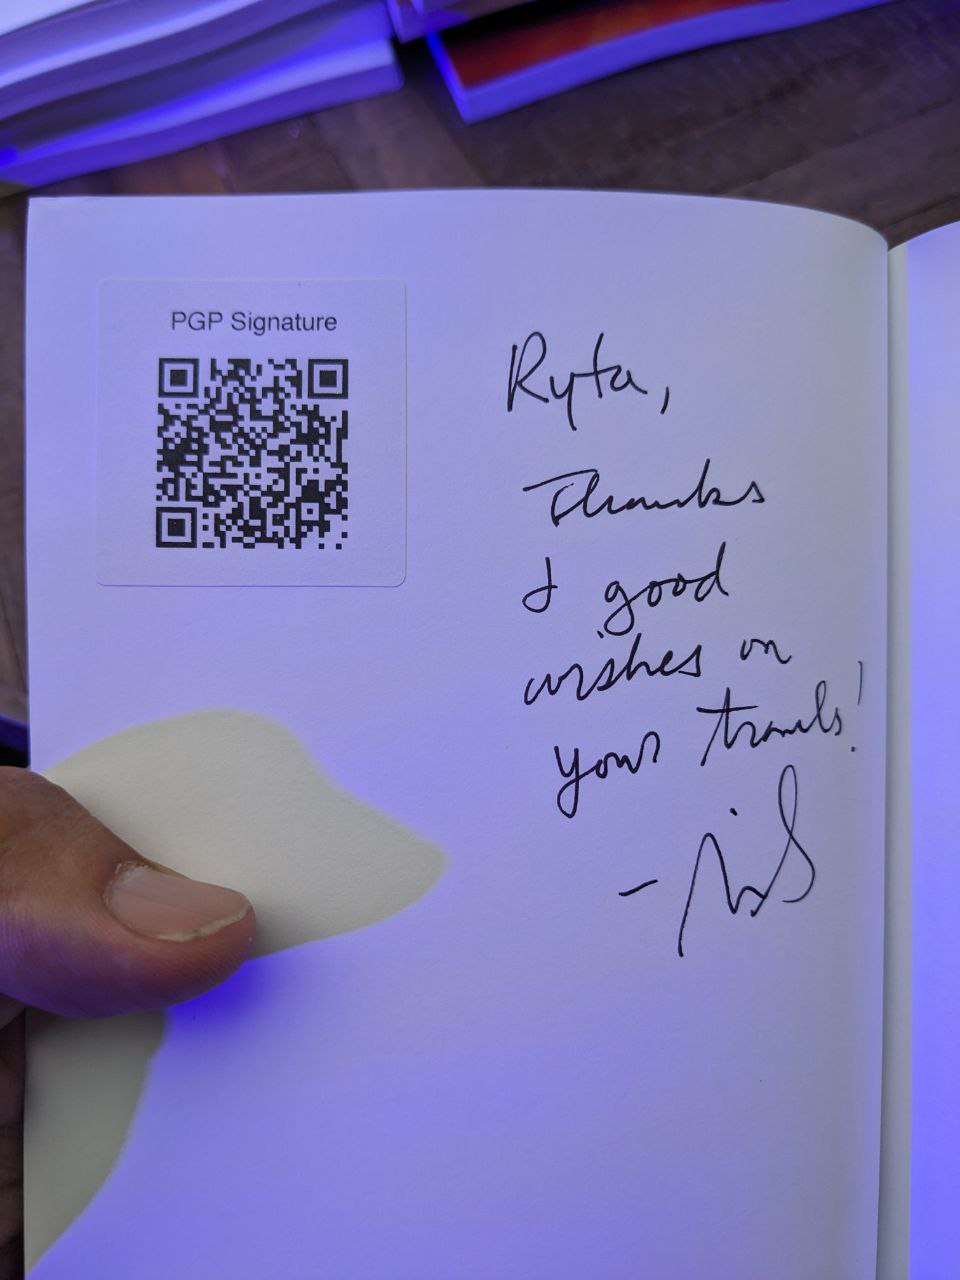 PGP Signature
Ryta,
Thanks
& good
wishes on
your travels!